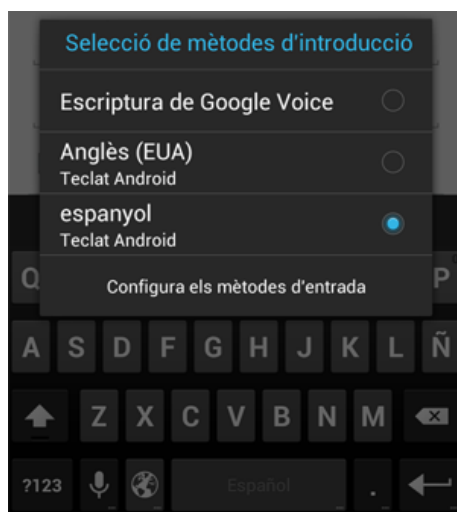 Selecció de mètodes d'introducció
Escriptura de Google Voice
Anglès (EUA)
Teclat Android
espanyol
Teclat Android
Configura els mètodes d'entrada
Q P
A S D F G H J K L Ñ
Z X C V B N M
?123 Español .